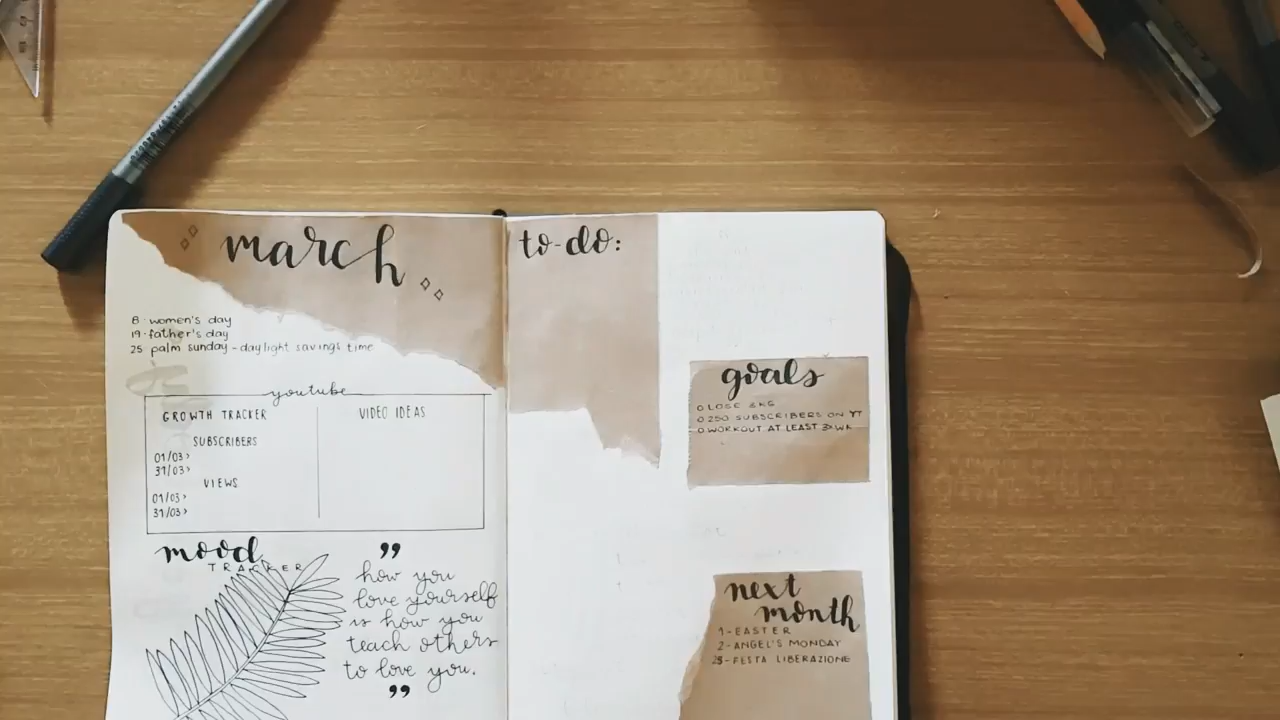 march
8 · women's day
19 · father's day
25 palm sunday - daylight savings time
youtube
GROWTH TRACKER
SUBSCRIBERS
01/03>
31/03>
VIEWS
01/03>
31/03>
VIDEO IDEAS
mood
TRACKER
”
how you
love yourself
is how you
teach others
to love you.
”
to-do:
goals
O LOSE 2KG
O 250 SUBSCRIBERS ON YT
O WORKOUT AT LEAST 3x WK
next
month
1-EASTER
2-ANGEL'S MONDAY
25-FESTA LIBERAZIONE